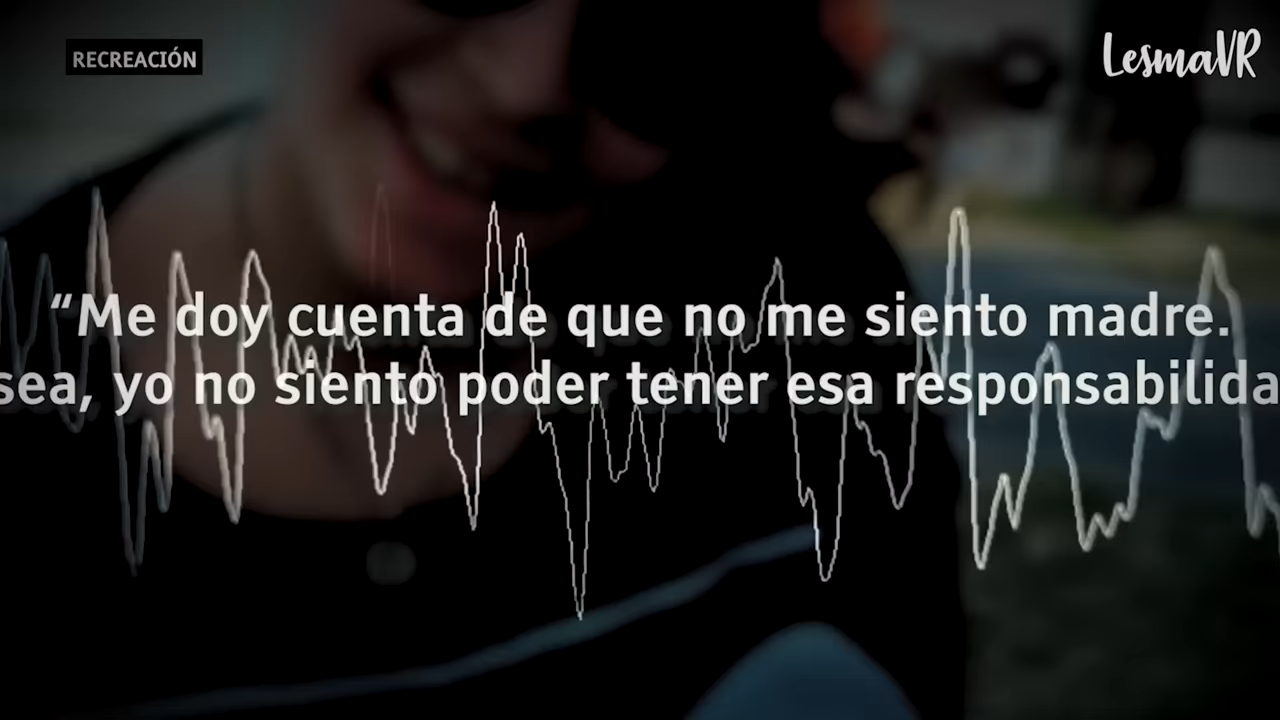 RECREACIÓN
LesmaVR
“Me doy cuenta de que no me siento madre.
sea, yo no siento poder tener esa responsabilida